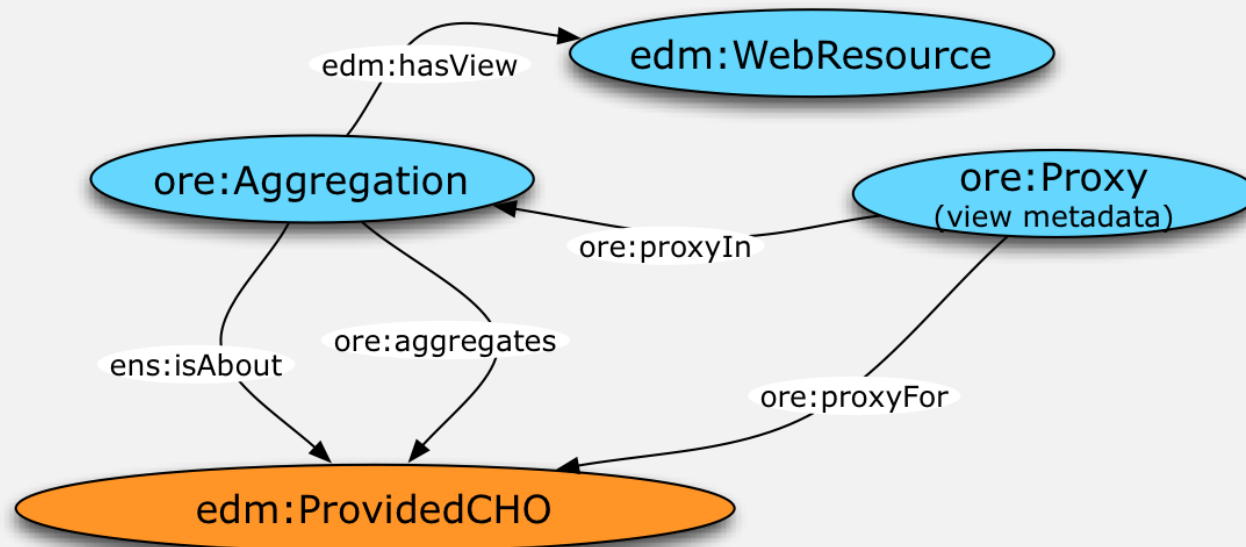 edm:WebResource
edm:hasView
ore:Aggregation
ore:Proxy
(view metadata)
ore:proxyIn
ore:aggregates
ens:isAbout
ore:proxyFor
edm:ProvidedCHO